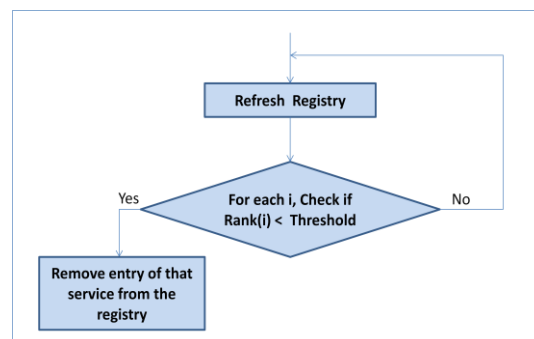 Refresh Registry
Yes
For each i, Check if
Rank(i) < Threshold
No
Remove entry of that
service from the
registry